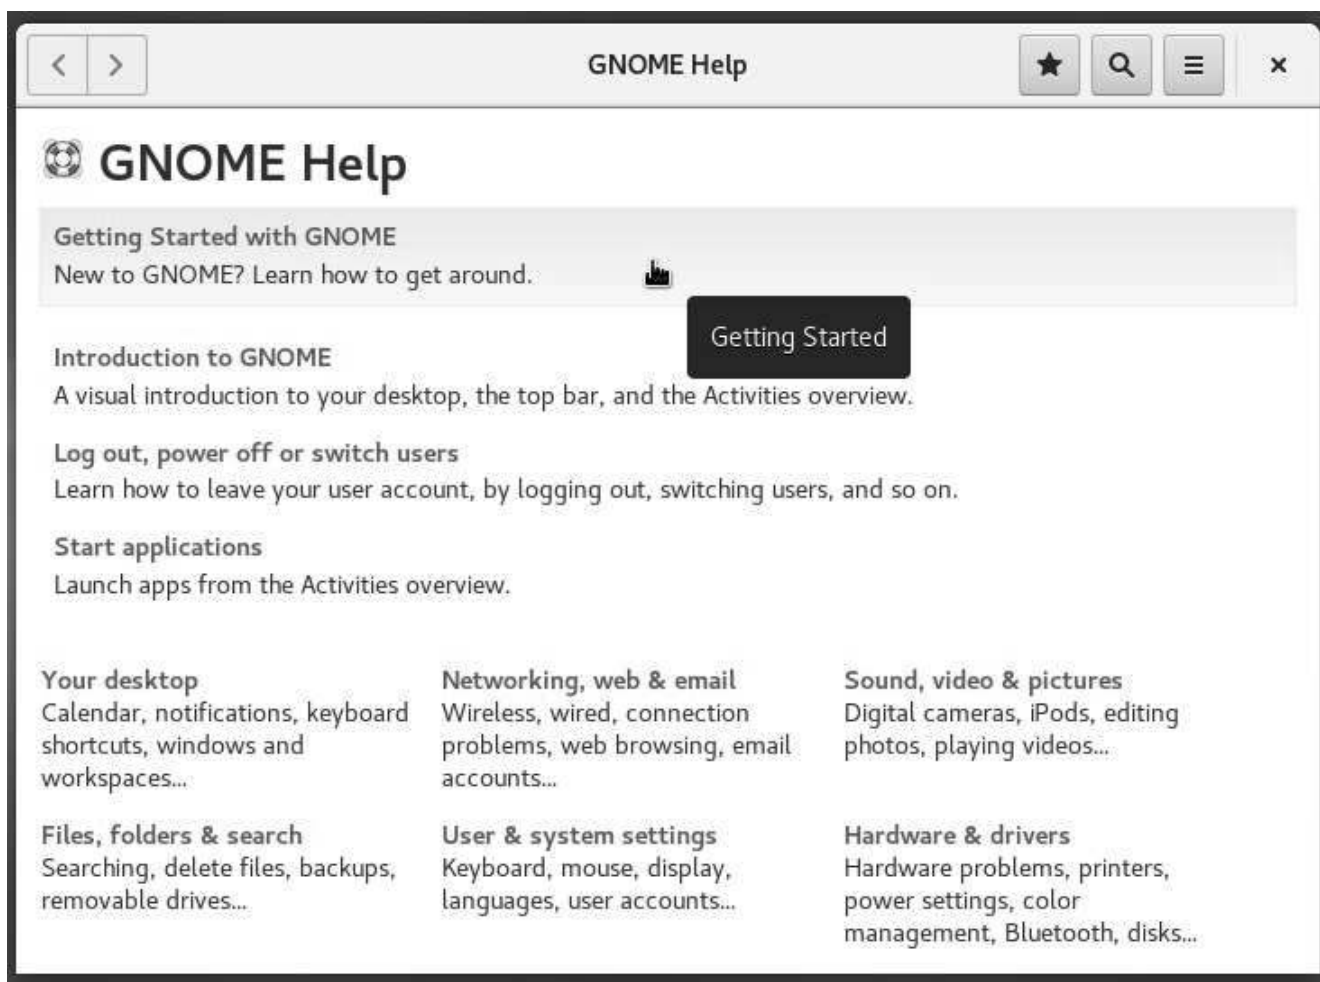 GNOME Help
GNOME Help
Getting Started with GNOME
New to GNOME? Learn how to get around.
Getting Started
Introduction to GNOME
A visual introduction to your desktop, the top bar, and the Activities overview.
Log out, power off or switch users
Learn how to leave your user account, by logging out, switching users, and so on.
Start applications
Launch apps from the Activities overview.
Your desktop
Calendar, notifications, keyboard
shortcuts, windows and
workspaces...
Networking, web & email
Wireless, wired, connection
problems, web browsing, email
accounts...
Sound, video & pictures
Digital cameras, iPods, editing
photos, playing videos...
Files, folders & search
Searching, delete files, backups,
removable drives...
User & system settings
Keyboard, mouse, display,
languages, user accounts...
Hardware & drivers
Hardware problems, printers,
power settings, color
management, Bluetooth, disks...